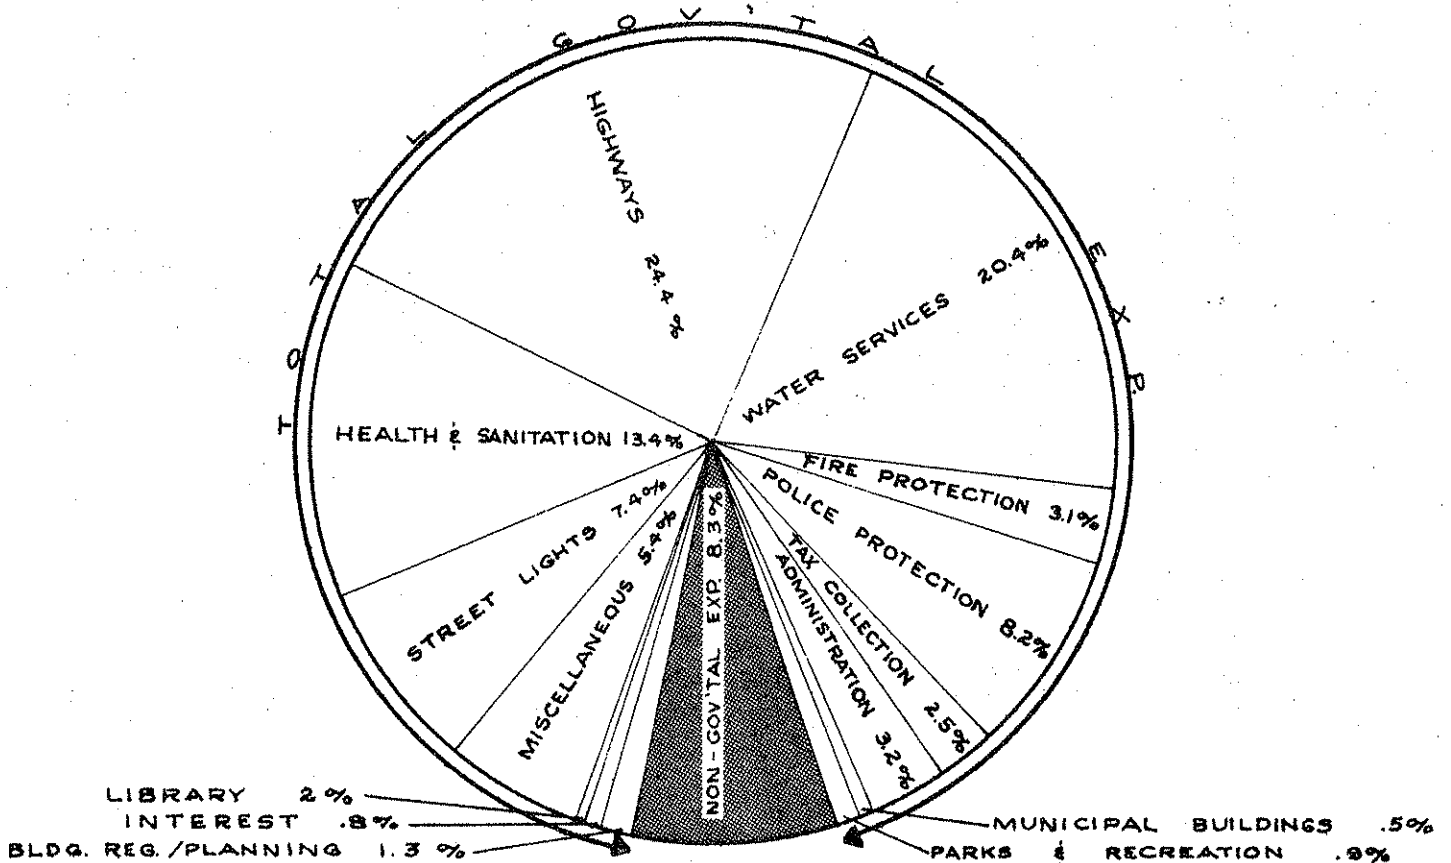 TOTAL GOV'TAL EXP.
HIGHWAYS 24.4%
WATER SERVICES 20.4%
HEALTH & SANITATION 13.4%
FIRE PROTECTION 3.1%
POLICE PROTECTION 8.2%
STREET LIGHTS 7.4%
MISCELLANEOUS 5.4%
NON-GOV'TAL EXP. 8.3%
TAX COLLECTION 2.5%
ADMINISTRATION 3.2%
LIBRARY 2%
INTEREST .8%
BLDG. REG./PLANNING 1.3 %
MUNICIPAL BUILDINGS .5%
PARKS & RECREATION .9%